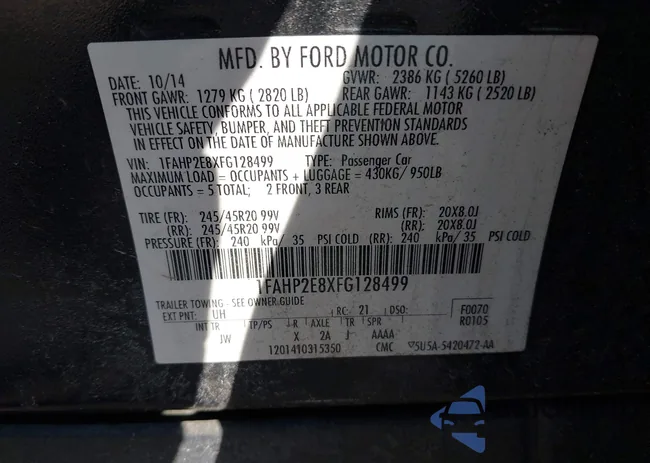 MFD. BY FORD MOTOR CO.
DATE: 10/14 GVWR: 2386 KG ( 5260 LB)
FRONT GAWR: 1279 KG ( 2820 LB) REAR GAWR: 1143 KG ( 2520 LB)
THIS VEHICLE CONFORMS TO ALL APPLICABLE FEDERAL MOTOR
VEHICLE SAFETY, BUMPER, AND THEFT PREVENTION STANDARDS
IN EFFECT ON THE DATE OF MANUFACTURE SHOWN ABOVE.
VIN: 1FAHP2E8XFG128499 TYPE: Passenger Car
MAXIMUM LOAD = OCCUPANTS + LUGGAGE = 430KG/ 950LB
OCCUPANTS = 5 TOTAL; 2 FRONT, 3 REAR
TIRE (FR): 245/45R20 99V RIMS (FR): 20X8.0J
(RR): 245/45R20 99V (RR): 20X8.0J
PRESSURE (FR): 240 kPa/ 35 PSI COLD (RR): 240 kPa/ 35 PSI COLD
1FAHP2E8XFG128499
TRAILER TOWING - SEE OWNER GUIDE
EXT PNT: UH RC: 21 DSO: F0070
INT TR TP/PS R AXLE TR SPR R0105
JW X 2A J AAAA
1201410315350 CMC 5U5A-5420472-AA